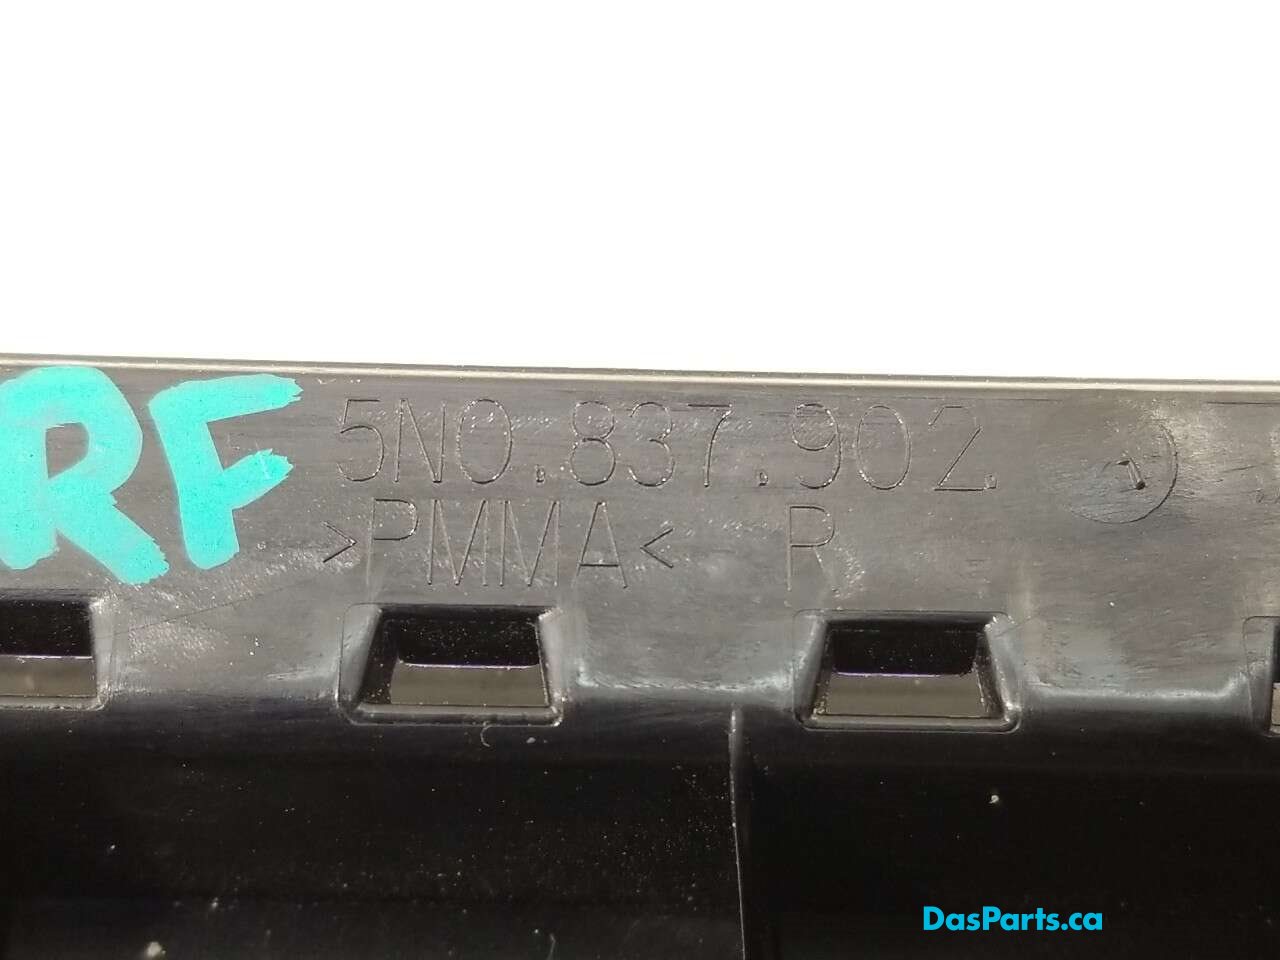 RF
5N0.837.902.
>PMMA< R
DasParts.ca